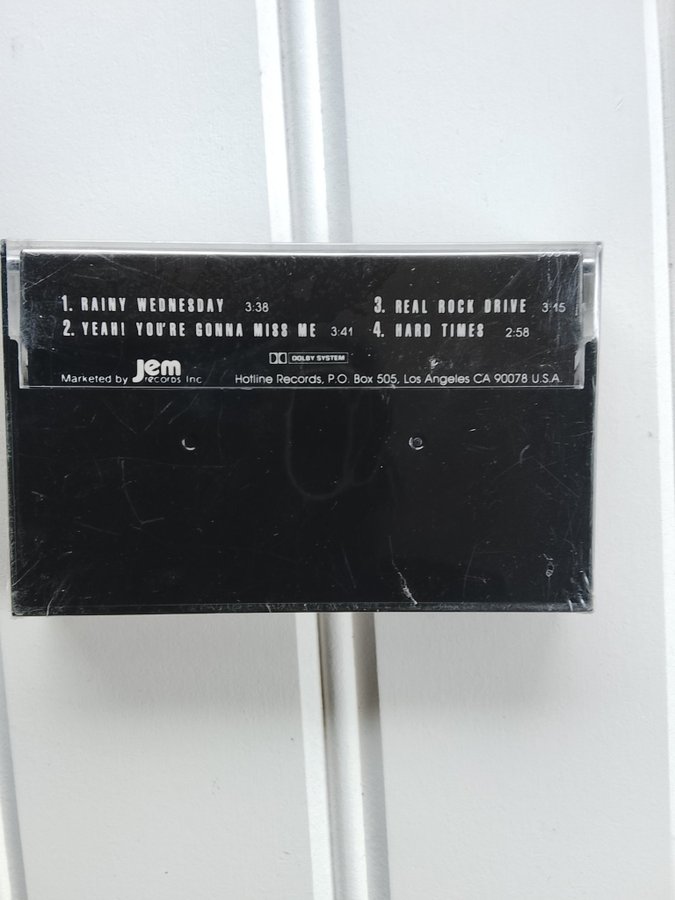 1. RAINY WEDNESDAY 3:38
2. YEAH! YOU'RE GONNA MISS ME 3:41
3. REAL ROCK DRIVE 3:15
4. HARD TIMES 2:58
DOLBY SYSTEM
Marketed by Jem records Inc
Hotline Records, P.O. Box 505, Los Angeles CA 90078 U.S.A.